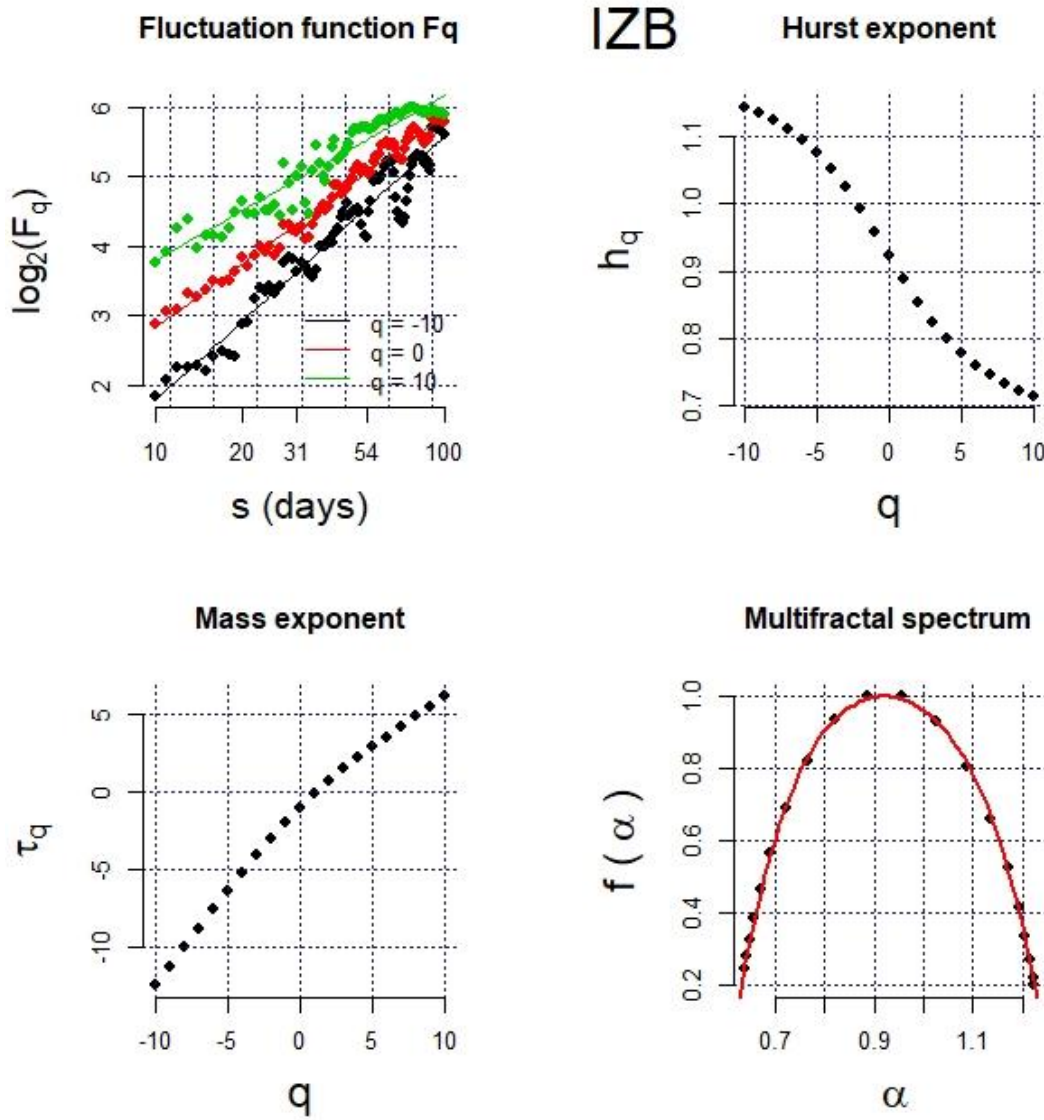 IZB
Fluctuation function Fq
log₂(F_q)
6
5
4
3
2
q = -10
q = 0
q = 10
10 20 31 54 100
s (days)
Hurst exponent
h_q
1.1
1.0
0.9
0.8
0.7
-10 -5 0 5 10
q
Mass exponent
τ_q
5
0
-5
-10
-10 -5 0 5 10
q
Multifractal spectrum
f ( α )
1.0
0.8
0.6
0.4
0.2
0.7 0.9 1.1
α